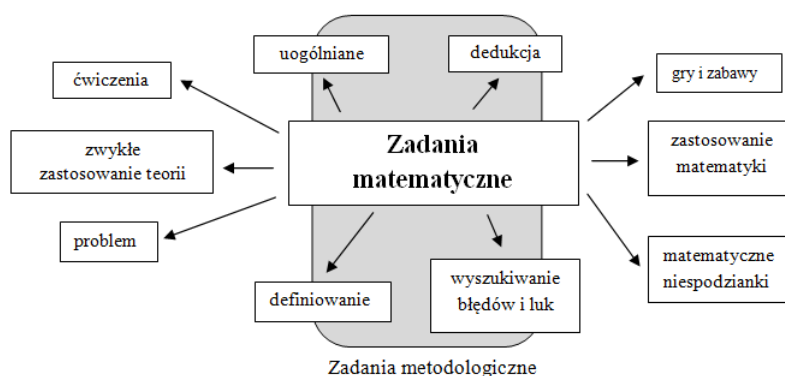 uogólniane
dedukcja
ćwiczenia
gry i zabawy
zwykłe
zastosowanie teorii
Zadania
matematyczne
zastosowanie
matematyki
problem
definiowanie
wyszukiwanie
błędów i luk
matematyczne
niespodzianki
Zadania metodologiczne